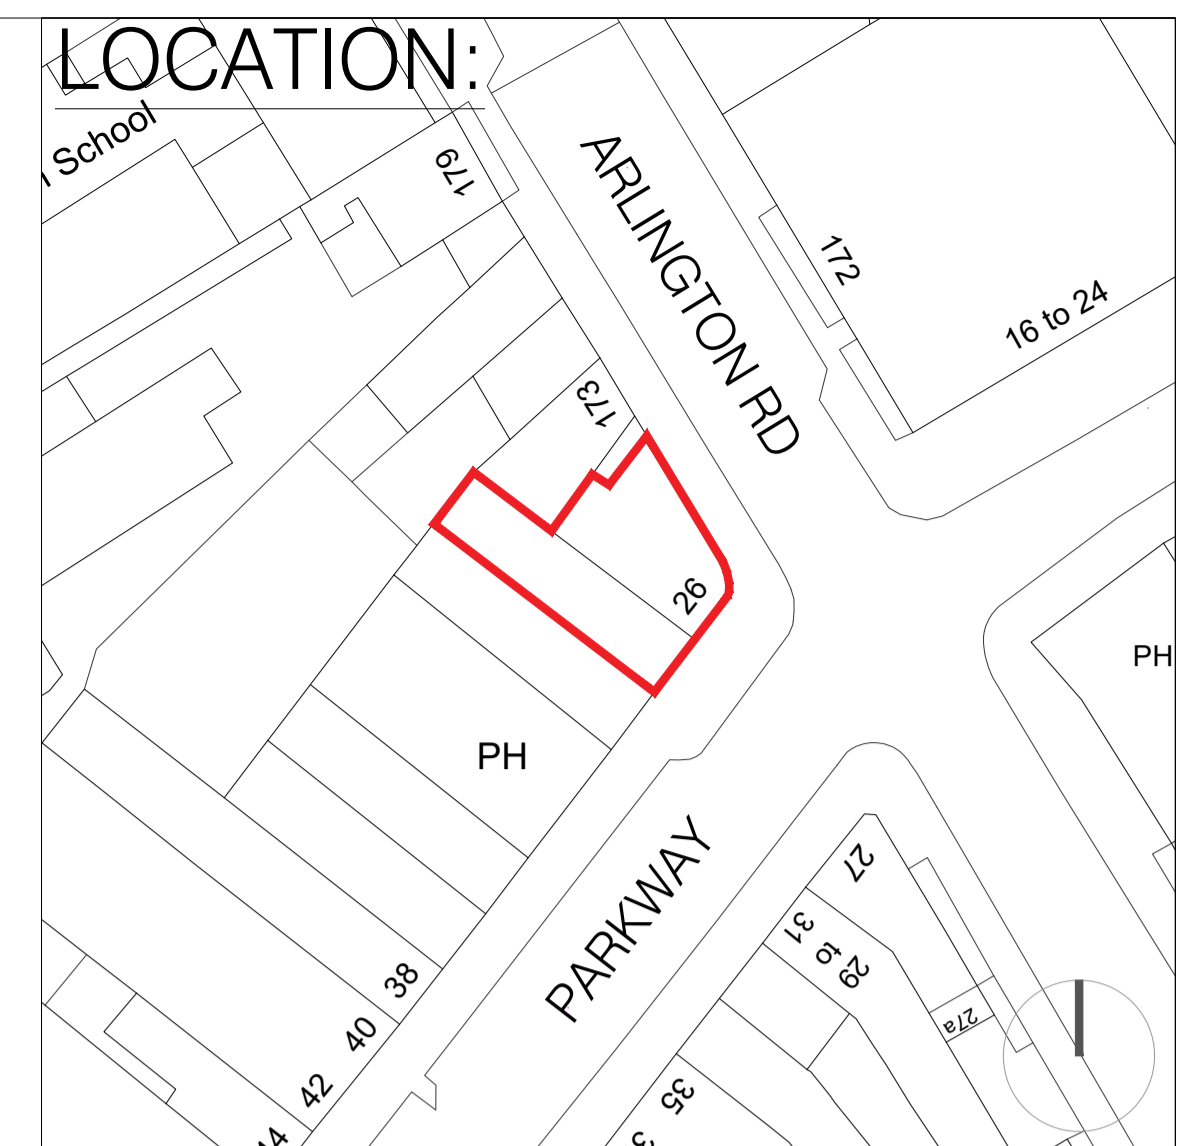 LOCATION:
School
179
ARLINGTON RD
172
16 to 24
173
26
PH
PH
27
31
to
29
PARKWAY
38
27a
40
42
35